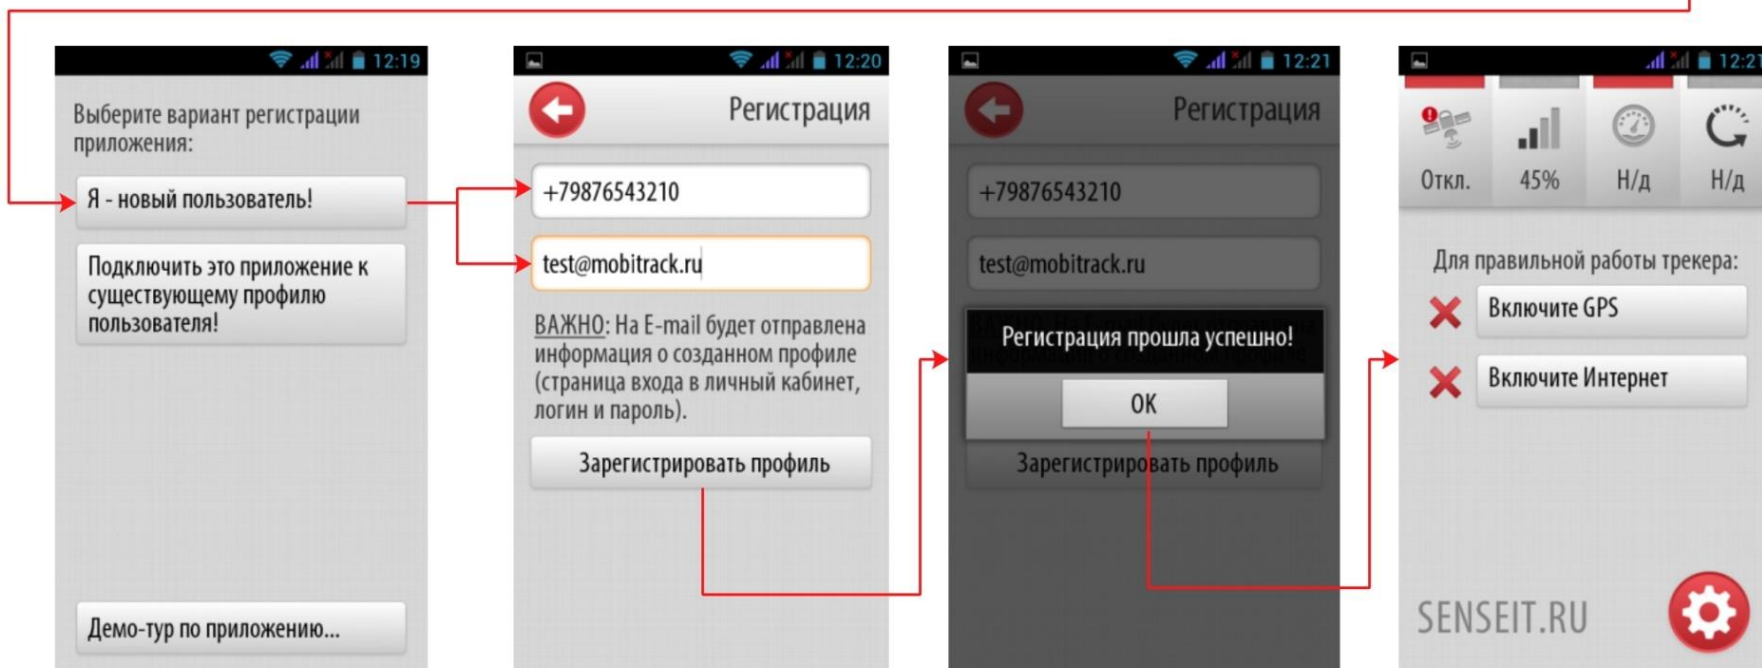 12:19
Выберите вариант регистрации
приложения:
Я - новый пользователь!
Подключить это приложение к
существующему профилю
пользователя!
Демо-тур по приложению...
12:20
Регистрация
+79876543210
test@mobitrack.ru
ВАЖНО: На E-mail будет отправлена
информация о созданном профиле
(страница входа в личный кабинет,
логин и пароль).
Зарегистрировать профиль
12:21
Регистрация
+79876543210
test@mobitrack.ru
Регистрация прошла успешно!
OK
Зарегистрировать профиль
12:21
Откл.
45%
Н/д
Н/д
Для правильной работы трекера:
Включите GPS
Включите Интернет
SENSEIT.RU